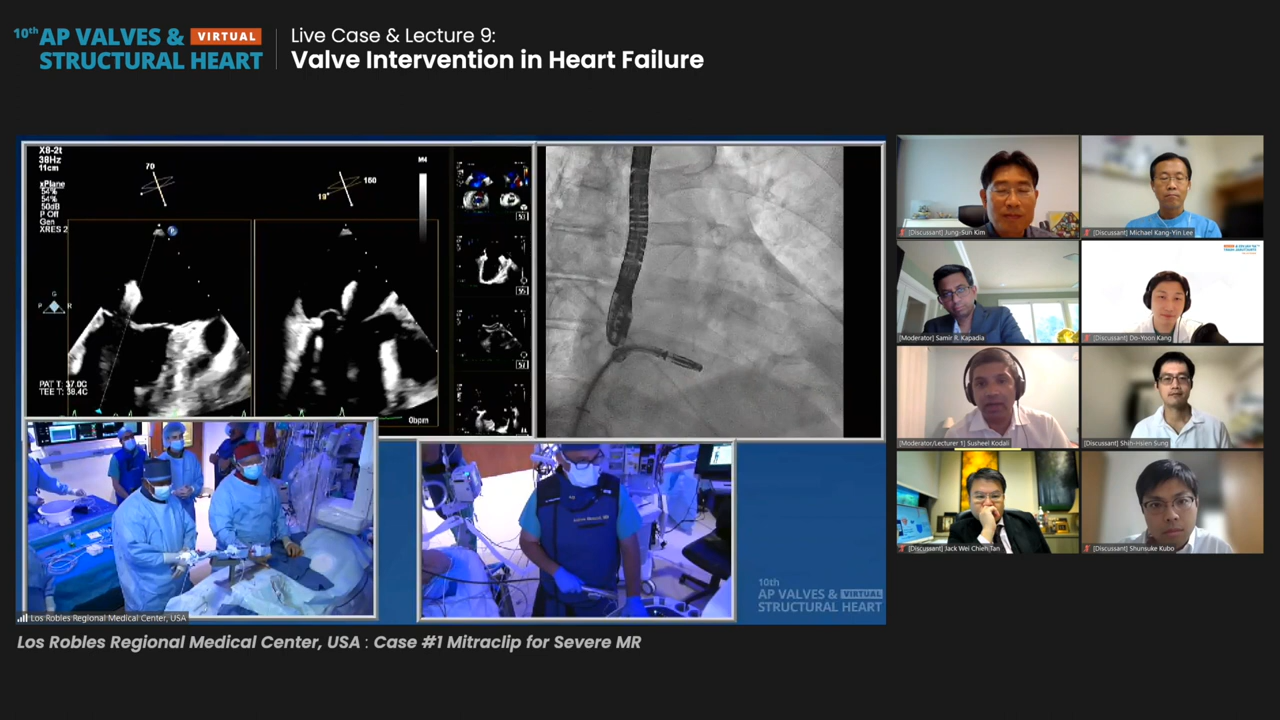 10th AP VALVES & VIRTUAL
STRUCTURAL HEART
Live Case & Lecture 9:
Valve Intervention in Heart Failure
X8-2t
38Hz
11cm
xPlane
54%
54%
50dB
P Off
Gen
XRES 2
70
160
M4
P
R
PAT T: 37.0C
TEE T: 38.4C
0bpm
[Discussant] Jung-Sun Kim
[Discussant] Michael Kang-Yin Lee
[Moderator] Samir R. Kapadia
[Discussant] Do-Yoon Kang
[Moderator/Lecturer 1] Susheel Kodali
[Discussant] Shih-Hsien Sung
[Discussant] Jack Wei Chieh Tan
[Discussant] Shunsuke Kubo
Los Robles Regional Medical Center, USA
10th
AP VALVES & VIRTUAL
STRUCTURAL HEART
Los Robles Regional Medical Center, USA : Case #1 Mitraclip for Severe MR